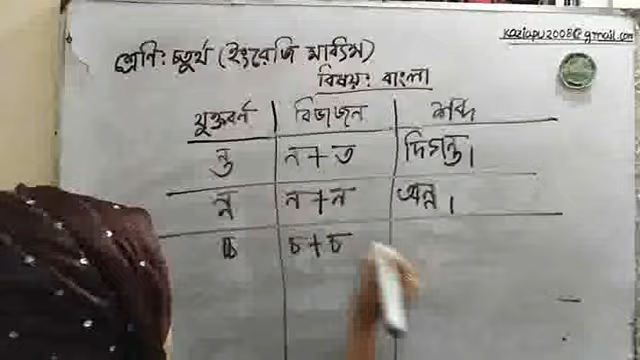 kaziapu2008@gmail.com
শ্রেণি: চতুর্থ (ইংরেজি মাধ্যম)
বিষয়: বাংলা
যুক্তবর্ন বিভাজন শব্দ
ন্ত ন+ত দিগন্ত।
ন্ন ন+ন অন্ন।
চ্চ চ+চ